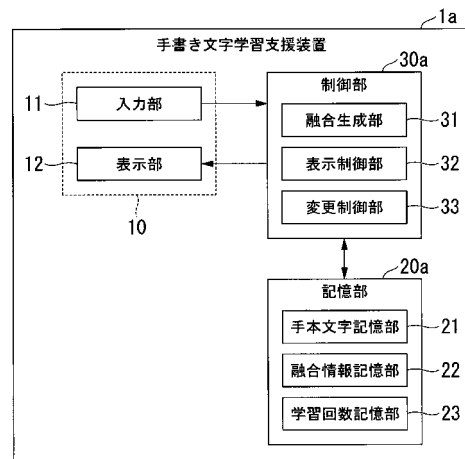 1a
手書き文字学習支援装置
30a
制御部
11
入力部
融合生成部
31
12
表示部
表示制御部
32
変更制御部
33
10
20a
記憶部
手本文字記憶部
21
融合情報記憶部
22
学習回数記憶部
23